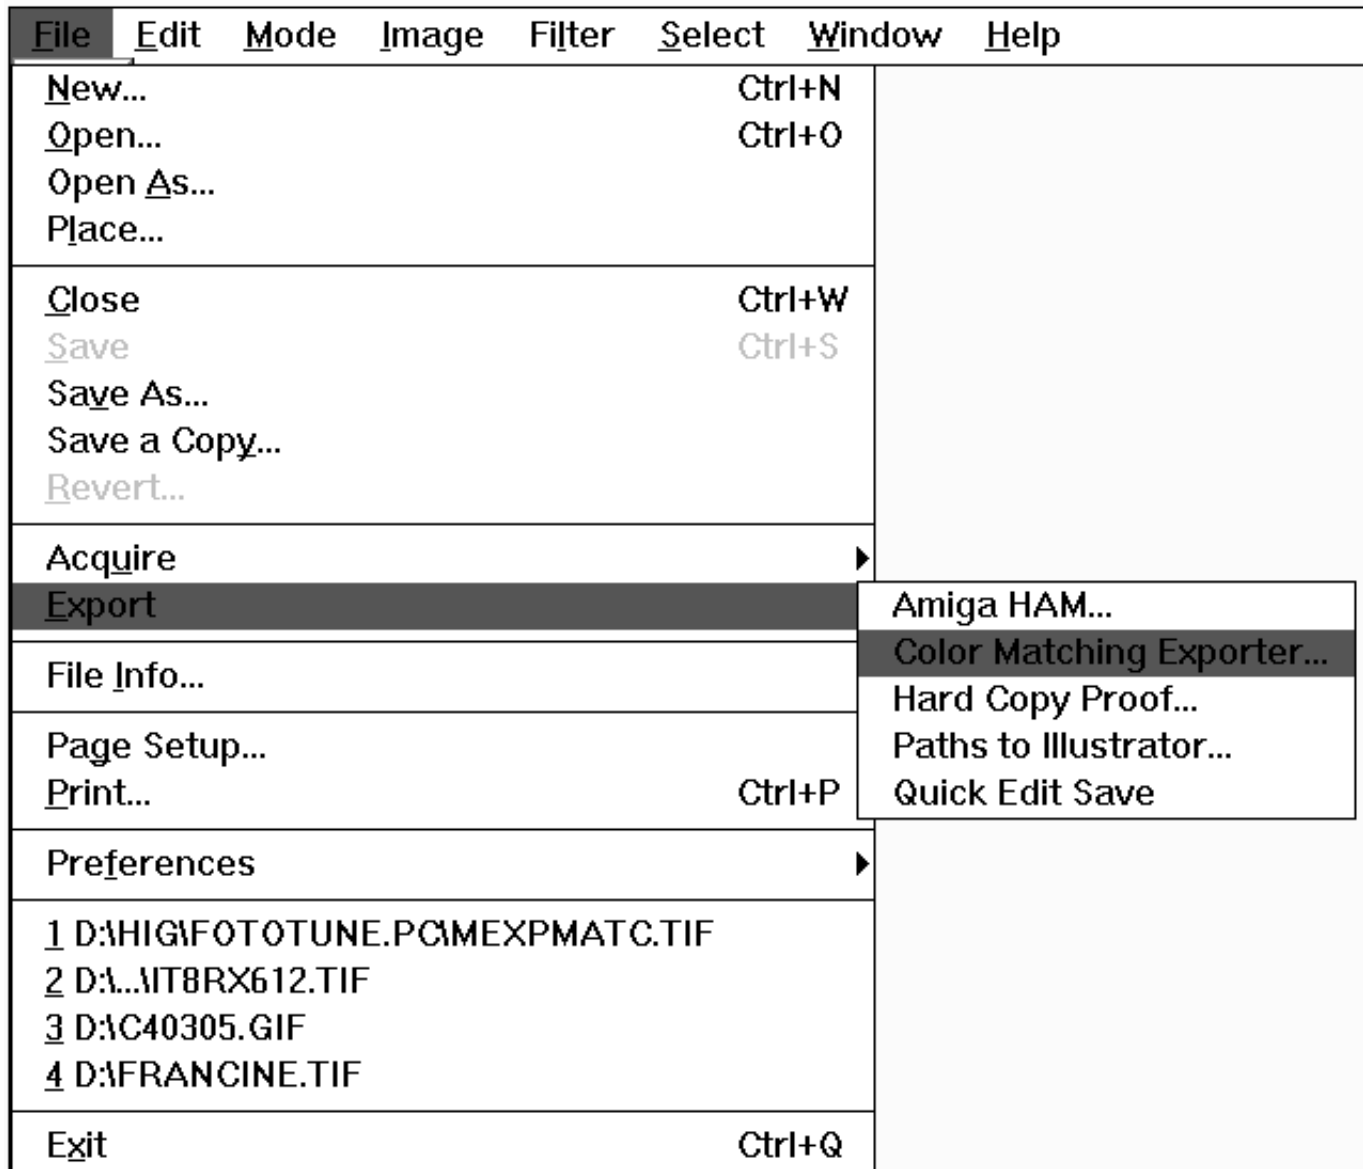 File Edit Mode Image Filter Select Window Help
New... Ctrl+N
Open... Ctrl+O
Open As...
Place...
Close Ctrl+W
Save Ctrl+S
Save As...
Save a Copy...
Revert...
Acquire
Export
Amiga HAM...
Color Matching Exporter...
Hard Copy Proof...
Paths to Illustrator...
Quick Edit Save
File Info...
Page Setup...
Print... Ctrl+P
Preferences
1 D:\HIG\FOTOTUNE.PC\MEXPMATC.TIF
2 D:\...\IT8RX612.TIF
3 D:\C40305.GIF
4 D:\FRANCINE.TIF
Exit Ctrl+Q